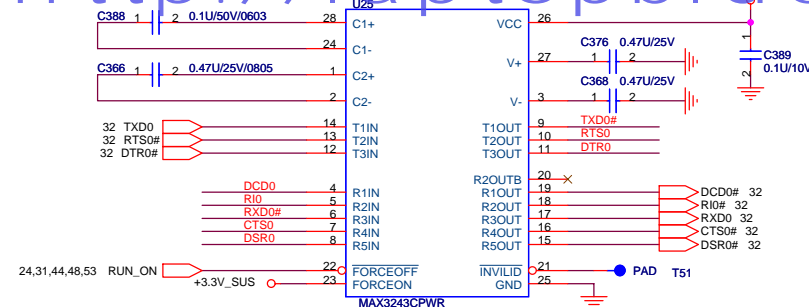 U25
C388 1 2 0.1U/50V/0603 28 C1+ VCC 26
24 C1-
C366 1 2 0.47U/25V/0805 1 C2+ V+ 27 C376 0.47U/25V 1 2
1 2 C389 0.1U/10V
2 C2- V- 3 C368 0.47U/25V 1 2
32 TXD0 14 T1IN T1OUT 9 TXD0#
32 RTS0# 13 T2IN T2OUT 10 RTS0
32 DTR0# 12 T3IN T3OUT 11 DTR0
R2OUTB 20
DCD0 4 R1IN R1OUT 19 DCD0# 32
RI0 5 R2IN R2OUT 18 RI0# 32
RXD0# 6 R3IN R3OUT 17 RXD0 32
CTS0 7 R4IN R4OUT 16 CTS0# 32
DSR0 8 R5IN R5OUT 15 DSR0# 32
24,31,44,48,53 RUN_ON 22 FORCEOFF INVILID 21 PAD T51
+3.3V_SUS 23 FORCEON GND 25
MAX3243CPWR